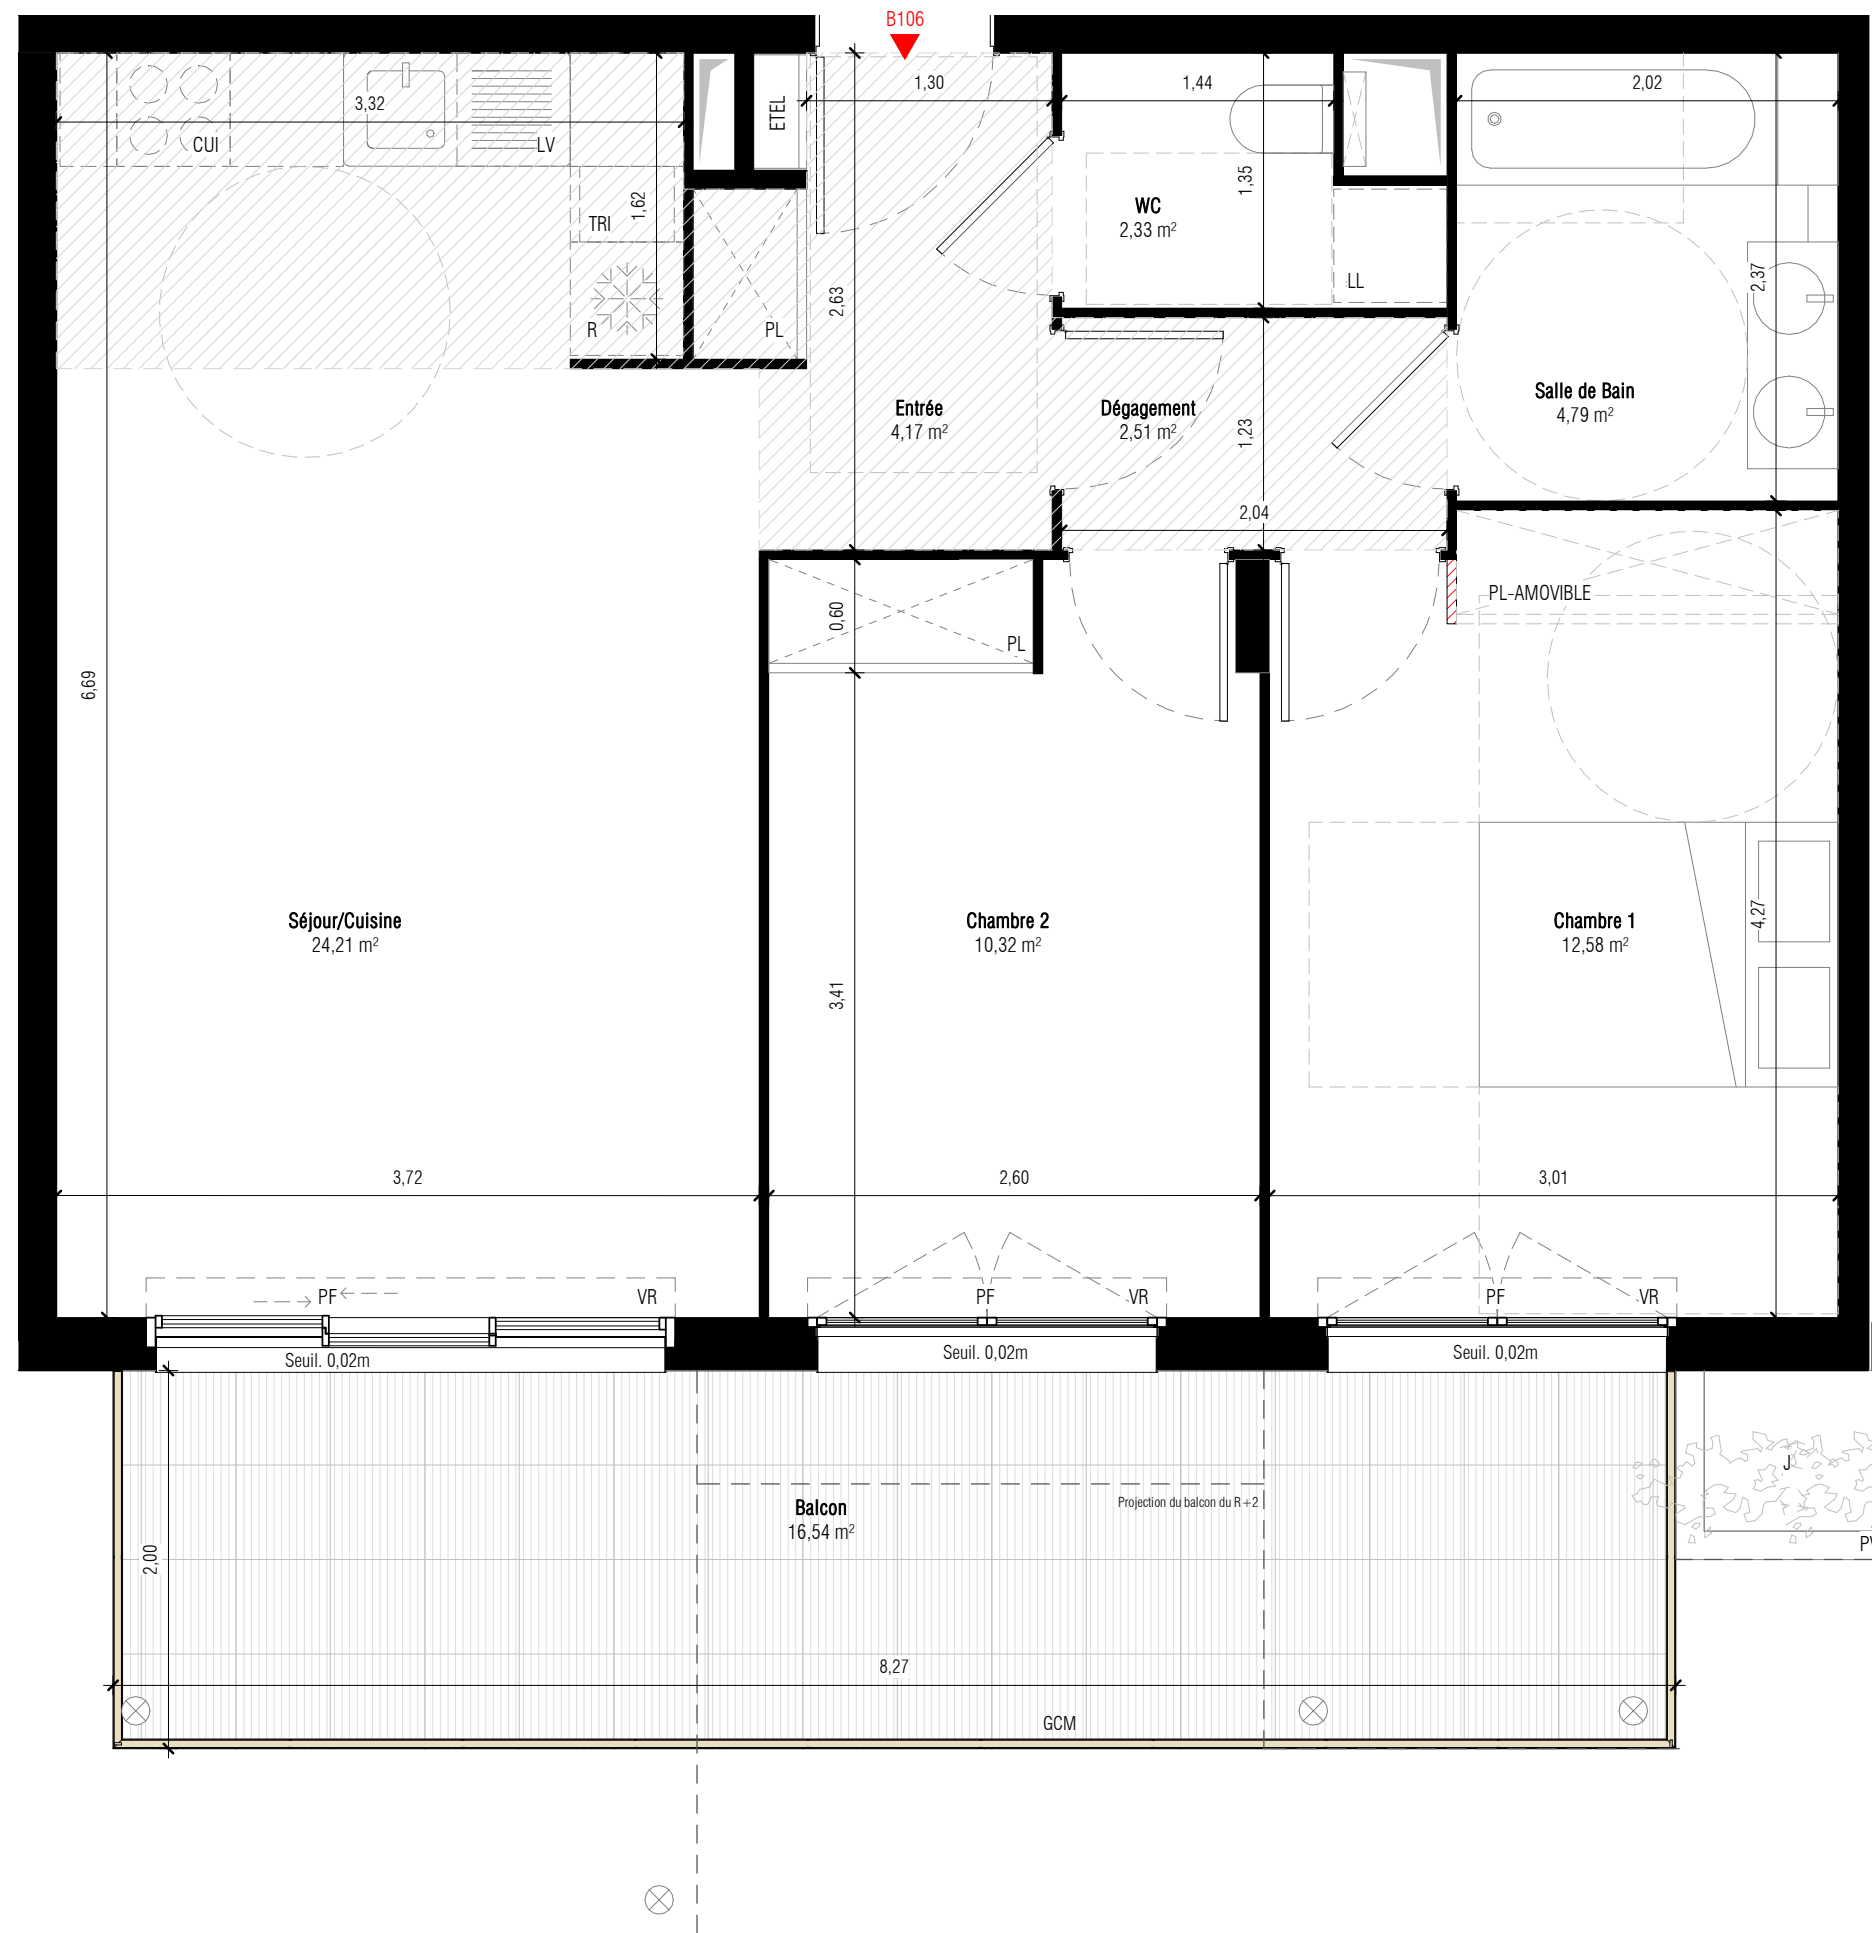 B106
3,32
1,30
1,44
2,02
ETEL
CUI
LV
1,62
TRI
R
PL
2,63
WC
2,33 m²
1,35
LL
2,37
Entrée
4,17 m²
Dégagement
2,51 m²
1,23
Salle de Bain
4,79 m²
2,04
PL-AMOVIBLE
0,60
PL
6,69
Séjour/Cuisine
24,21 m²
Chambre 2
10,32 m²
Chambre 1
12,58 m²
4,27
3,41
3,72
2,60
3,01
PF
VR
PF
VR
PF
VR
Seuil. 0,02m
Seuil. 0,02m
Seuil. 0,02m
J
Projection du balcon du R+2
Balcon
16,54 m²
2,00
8,27
GCM